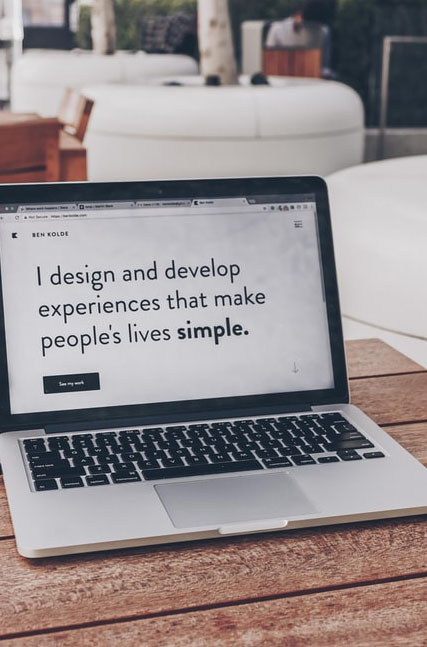 BEN KOLDE
I design and develop
experiences that make
people's lives simple.
See my work